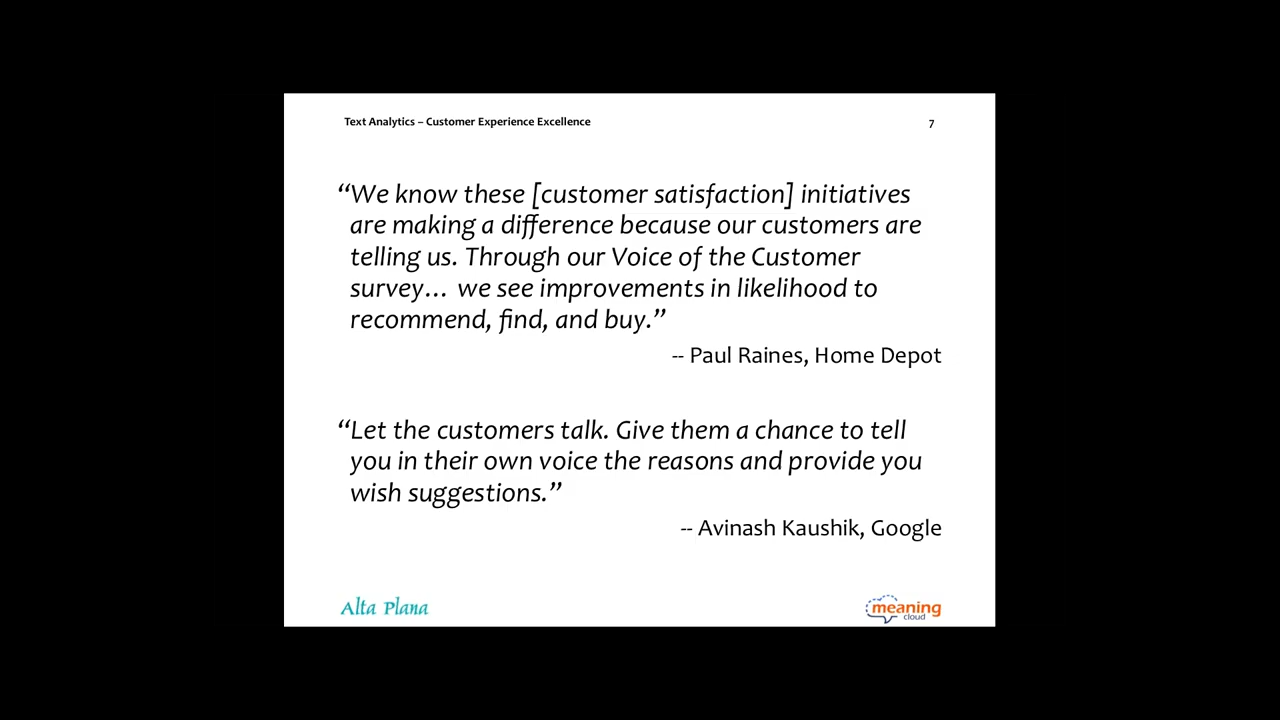 Text Analytics – Customer Experience Excellence
7
“We know these [customer satisfaction] initiatives
are making a difference because our customers are
telling us. Through our Voice of the Customer
survey… we see improvements in likelihood to
recommend, find, and buy.”
-- Paul Raines, Home Depot
“Let the customers talk. Give them a chance to tell
you in their own voice the reasons and provide you
wish suggestions.”
-- Avinash Kaushik, Google
Alta Plana
meaning
cloud